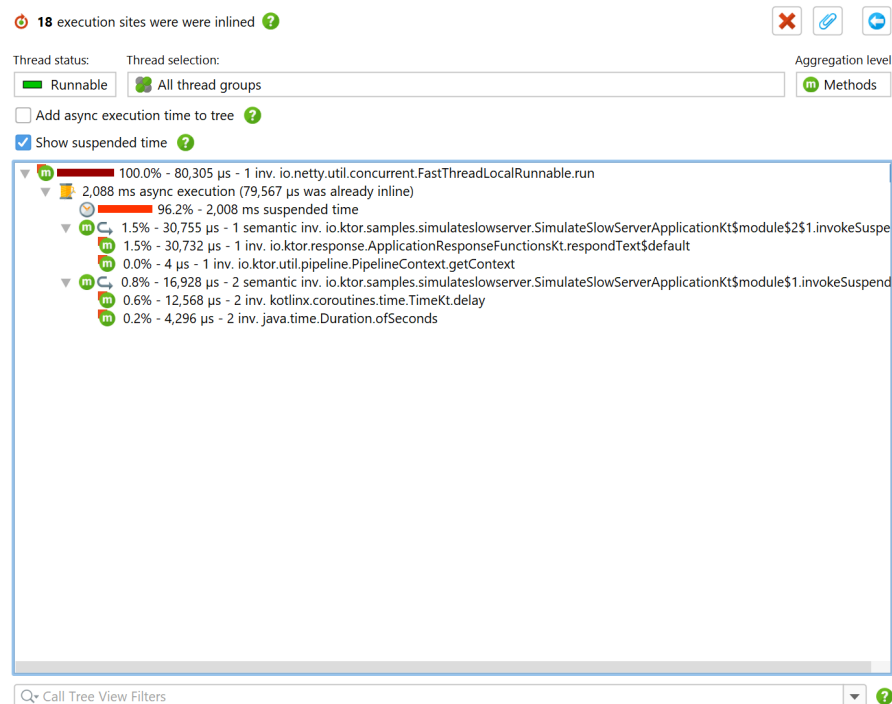 18 execution sites were were inlined ?
Thread status: Thread selection: Aggregation level
Runnable All thread groups m Methods
Add async execution time to tree ?
Show suspended time ?
m 100.0% - 80,305 µs - 1 inv. io.netty.util.concurrent.FastThreadLocalRunnable.run
2,088 ms async execution (79,567 µs was already inline)
96.2% - 2,008 ms suspended time
m 1.5% - 30,755 µs - 1 semantic inv. io.ktor.samples.simulateslowserver.SimulateSlowServerApplicationKt$module$2$1.invokeSuspe
m 1.5% - 30,732 µs - 1 inv. io.ktor.response.ApplicationResponseFunctionsKt.respondText$default
m 0.0% - 4 µs - 1 inv. io.ktor.util.pipeline.PipelineContext.getContext
m 0.8% - 16,928 µs - 2 semantic inv. io.ktor.samples.simulateslowserver.SimulateSlowServerApplicationKt$module$1.invokeSuspend
m 0.6% - 12,568 µs - 2 inv. kotlinx.coroutines.time.TimeKt.delay
m 0.2% - 4,296 µs - 2 inv. java.time.Duration.ofSeconds
Call Tree View Filters ?